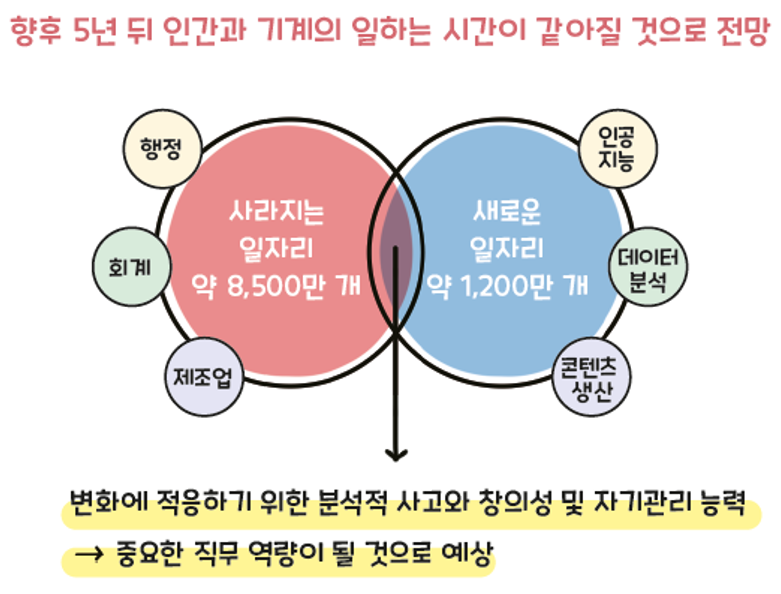 향후 5년 뒤 인간과 기계의 일하는 시간이 같아질 것으로 전망
행정
회계
제조업
사라지는
일자리
약 8,500만 개
새로운
일자리
약 1,200만 개
인공
지능
데이터
분석
콘텐츠
생산
변화에 적응하기 위한 분석적 사고와 창의성 및 자기관리 능력
→ 중요한 직무 역량이 될 것으로 예상